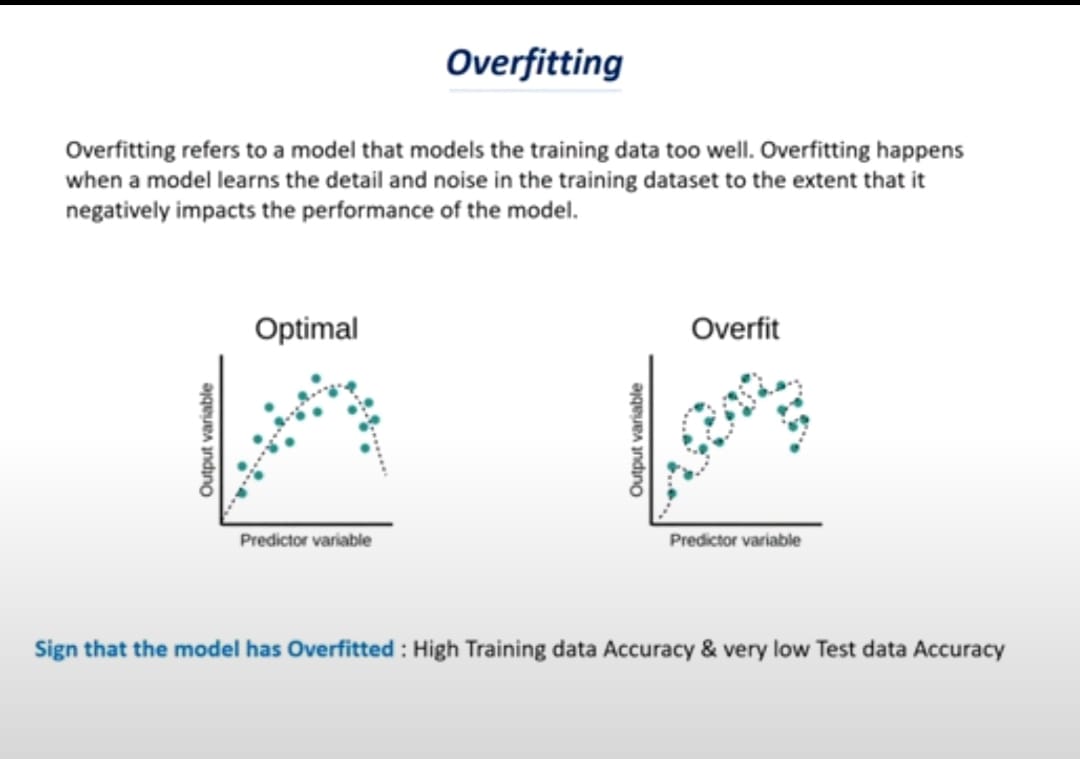 Overfitting
Overfitting refers to a model that models the training data too well. Overfitting happens
when a model learns the detail and noise in the training dataset to the extent that it
negatively impacts the performance of the model.
Optimal
Output variable
Predictor variable
Overfit
Output variable
Predictor variable
Sign that the model has Overfitted : High Training data Accuracy & very low Test data Accuracy